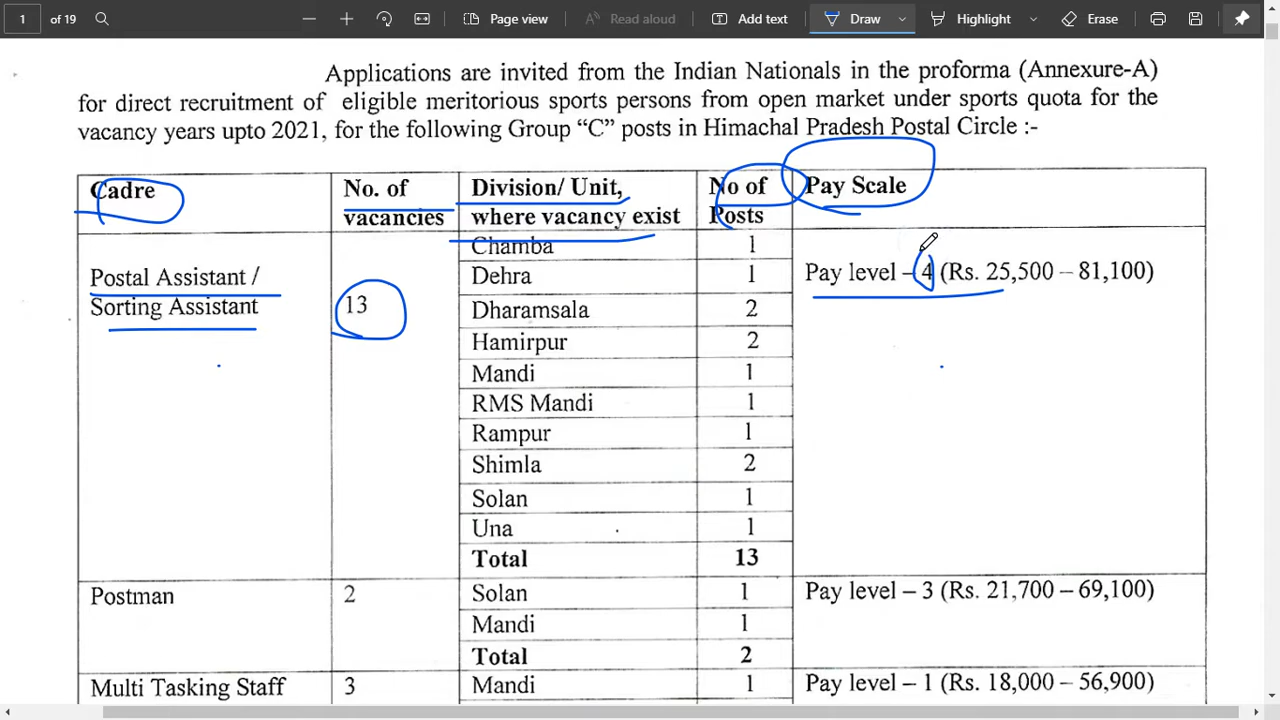 1 of 19 Page view Read aloud Add text Draw Highlight Erase
Applications are invited from the Indian Nationals in the proforma (Annexure-A)
for direct recruitment of eligible meritorious sports persons from open market under sports quota for the
vacancy years upto 2021, for the following Group “C” posts in Himachal Pradesh Postal Circle :-
Cadre No. of vacancies Division/ Unit, where vacancy exist No of Posts Pay Scale
Chamba 1
Postal Assistant / Dehra 1 Pay level – 4 (Rs. 25,500 – 81,100)
Sorting Assistant 13 Dharamsala 2
Hamirpur 2
Mandi 1
RMS Mandi 1
Rampur 1
Shimla 2
Solan 1
Una 1
Total 13
Postman 2 Solan 1 Pay level – 3 (Rs. 21,700 – 69,100)
Mandi 1
Total 2
Multi Tasking Staff 3 Mandi 1 Pay level – 1 (Rs. 18,000 – 56,900)